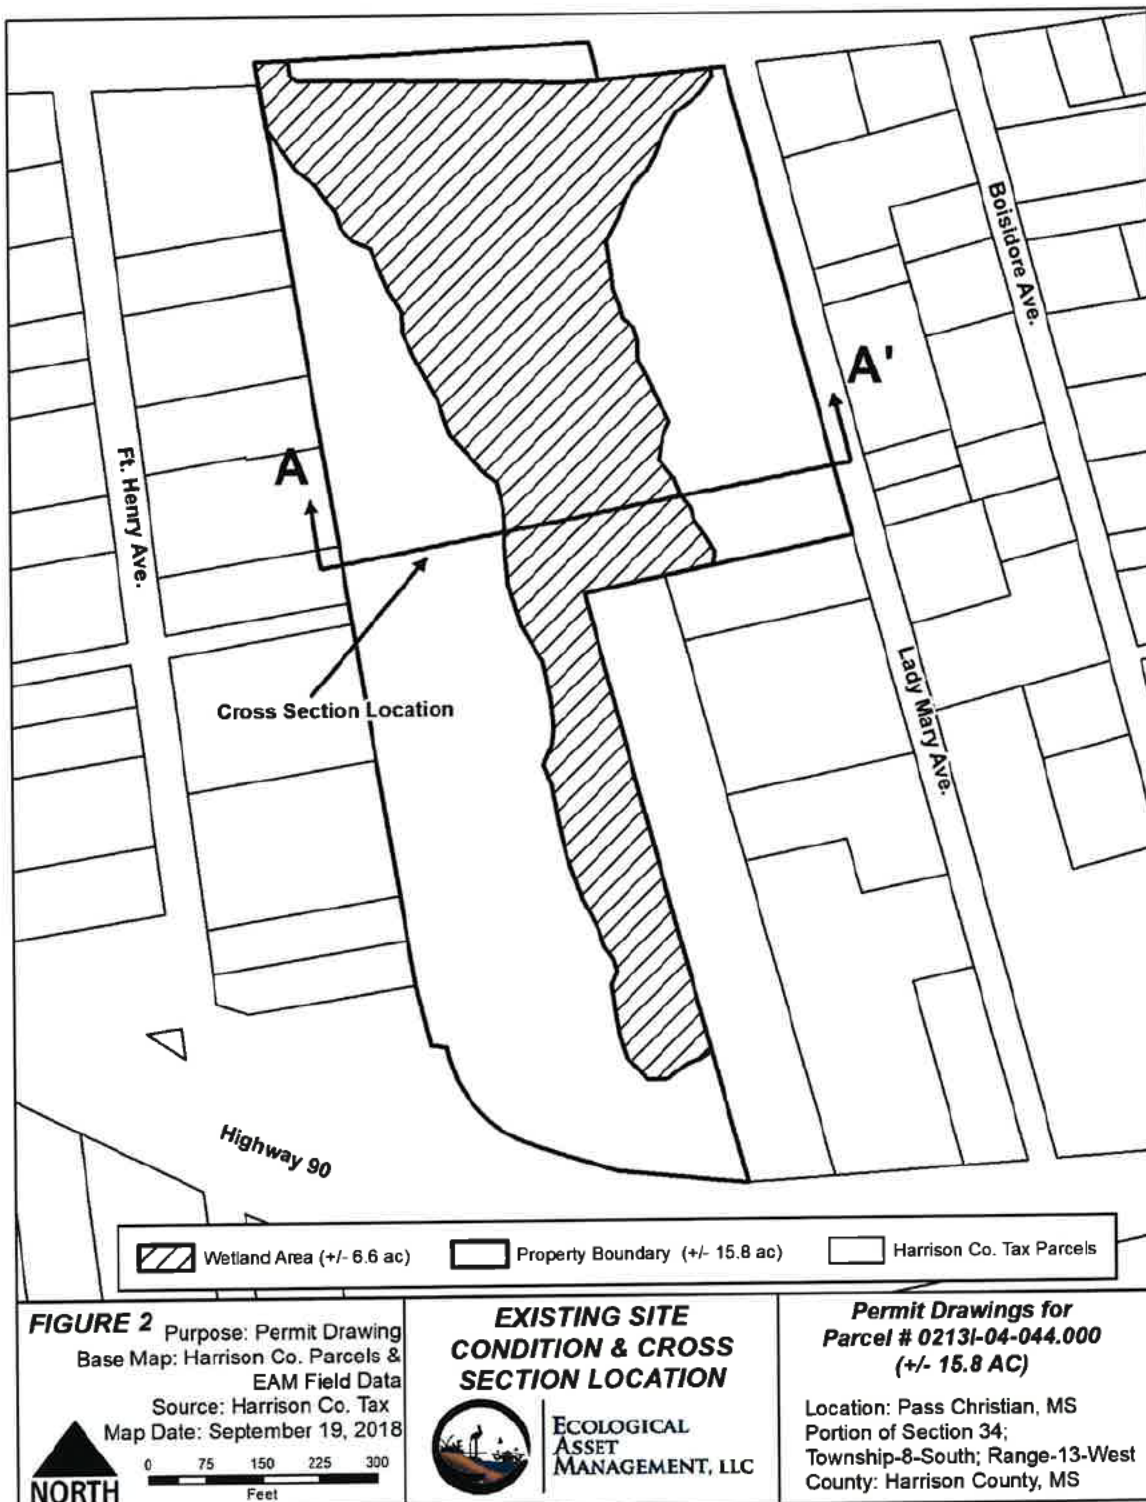 Boisidore Ave.
A'
A
Ft. Henry Ave.
Cross Section Location
Lady Mary Ave.
Highway 90
Wetland Area (+/- 6.6 ac)
Property Boundary (+/- 15.8 ac)
Harrison Co. Tax Parcels
FIGURE 2
Purpose: Permit Drawing
Base Map: Harrison Co. Parcels &
EAM Field Data
Source: Harrison Co. Tax
Map Date: September 19, 2018
NORTH
0 75 150 225 300
Feet
EXISTING SITE
CONDITION & CROSS
SECTION LOCATION
ECOLOGICAL
ASSET
MANAGEMENT, LLC
Permit Drawings for
Parcel # 0213I-04-044.000
(+/- 15.8 AC)
Location: Pass Christian, MS
Portion of Section 34;
Township-8-South; Range-13-West
County: Harrison County, MS